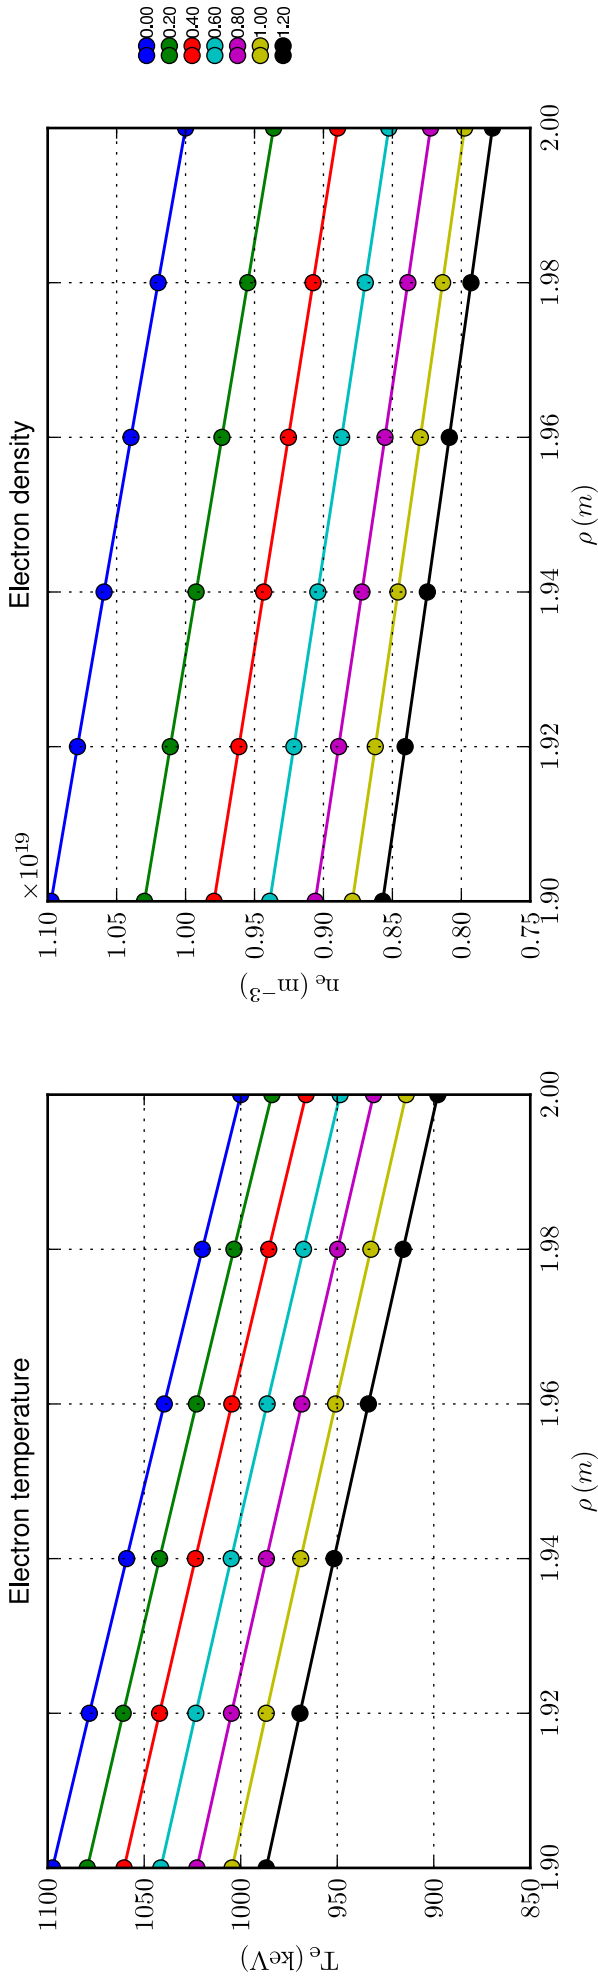 Electron temperature
T_e (keV)
1100
1050
1000
950
900
850
1.90 1.92 1.94 1.96 1.98 2.00
ρ (m)
Electron density
×10^19
n_e (m^−3)
1.10
1.05
1.00
0.95
0.90
0.85
0.80
0.75
1.90 1.92 1.94 1.96 1.98 2.00
ρ (m)
0.00
0.20
0.40
0.60
0.80
1.00
1.20